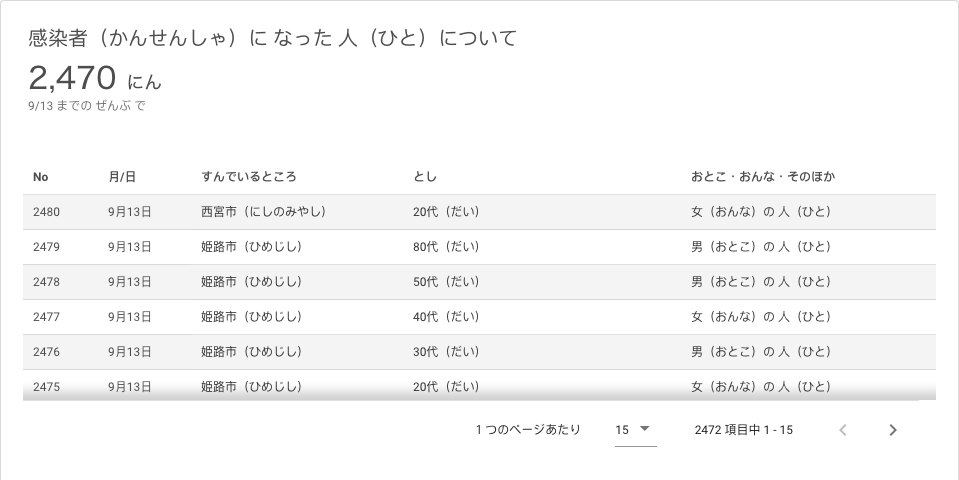 感染者（かんせんしゃ）に なった 人（ひと）について
2,470 にん
9/13 までの ぜんぶ で
No 月/日 すんでいるところ とし おとこ・おんな・そのほか
2480 9月13日 西宮市（にしのみやし） 20代（だい） 女（おんな）の 人（ひと）
2479 9月13日 姫路市（ひめじし） 80代（だい） 男（おとこ）の 人（ひと）
2478 9月13日 姫路市（ひめじし） 50代（だい） 男（おとこ）の 人（ひと）
2477 9月13日 姫路市（ひめじし） 40代（だい） 女（おんな）の 人（ひと）
2476 9月13日 姫路市（ひめじし） 30代（だい） 男（おとこ）の 人（ひと）
2475 9月13日 姫路市（ひめじし） 20代（だい） 女（おんな）の 人（ひと）
1 つのページあたり 15 2472 項目中 1 - 15